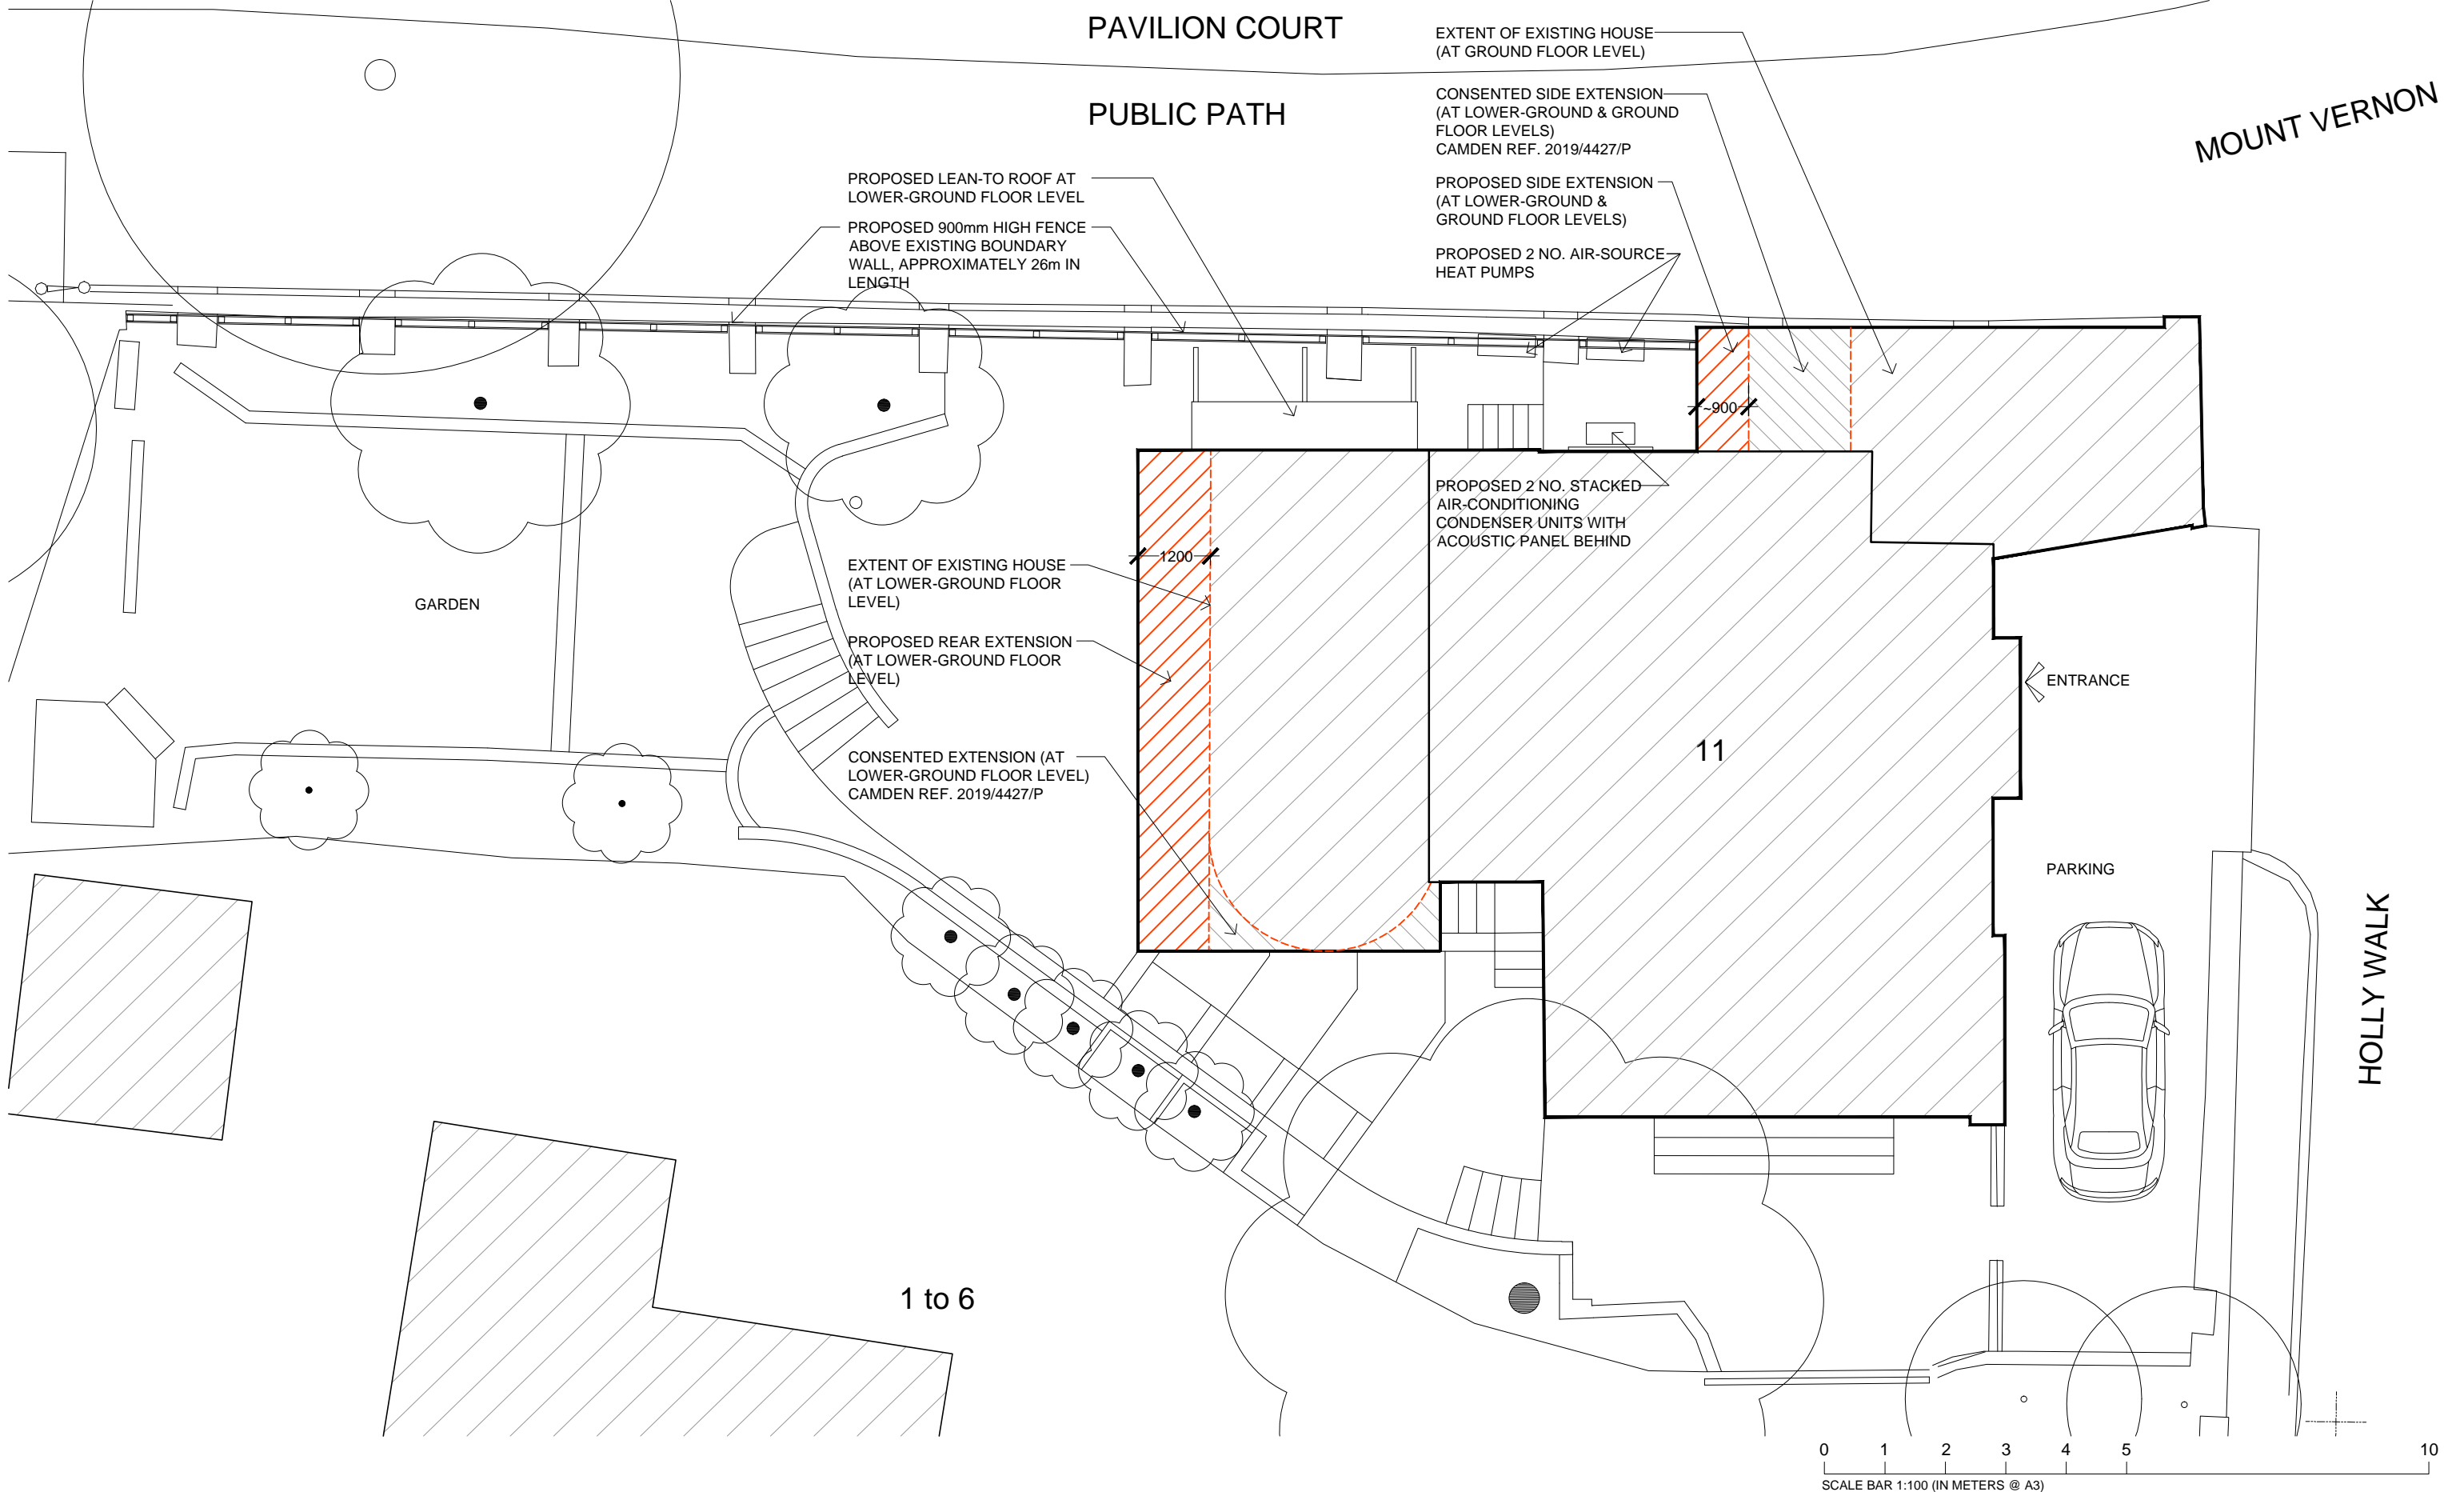 PAVILION COURT
PUBLIC PATH
MOUNT VERNON
EXTENT OF EXISTING HOUSE
(AT GROUND FLOOR LEVEL)
CONSENTED SIDE EXTENSION
(AT LOWER-GROUND & GROUND
FLOOR LEVELS)
CAMDEN REF. 2019/4427/P
PROPOSED SIDE EXTENSION
(AT LOWER-GROUND &
GROUND FLOOR LEVELS)
PROPOSED 2 NO. AIR-SOURCE
HEAT PUMPS
PROPOSED LEAN-TO ROOF AT
LOWER-GROUND FLOOR LEVEL
PROPOSED 900mm HIGH FENCE
ABOVE EXISTING BOUNDARY
WALL, APPROXIMATELY 26m IN
LENGTH
~900
PROPOSED 2 NO. STACKED
AIR-CONDITIONING
CONDENSER UNITS WITH
ACOUSTIC PANEL BEHIND
1200
EXTENT OF EXISTING HOUSE
(AT LOWER-GROUND FLOOR
LEVEL)
GARDEN
PROPOSED REAR EXTENSION
(AT LOWER-GROUND FLOOR
LEVEL)
ENTRANCE
11
CONSENTED EXTENSION (AT
LOWER-GROUND FLOOR LEVEL)
CAMDEN REF. 2019/4427/P
PARKING
HOLLY WALK
1 to 6
0 1 2 3 4 5 10
SCALE BAR 1:100 (IN METERS @ A3)